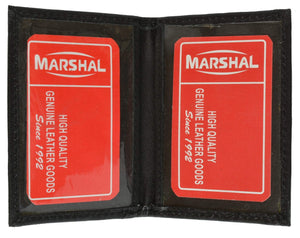 MARSHAL
HIGH QUALITY
GENUINE LEATHER GOODS
Since 1992
MARSHAL
HIGH QUALITY
GENUINE LEATHER GOODS
Since 1992